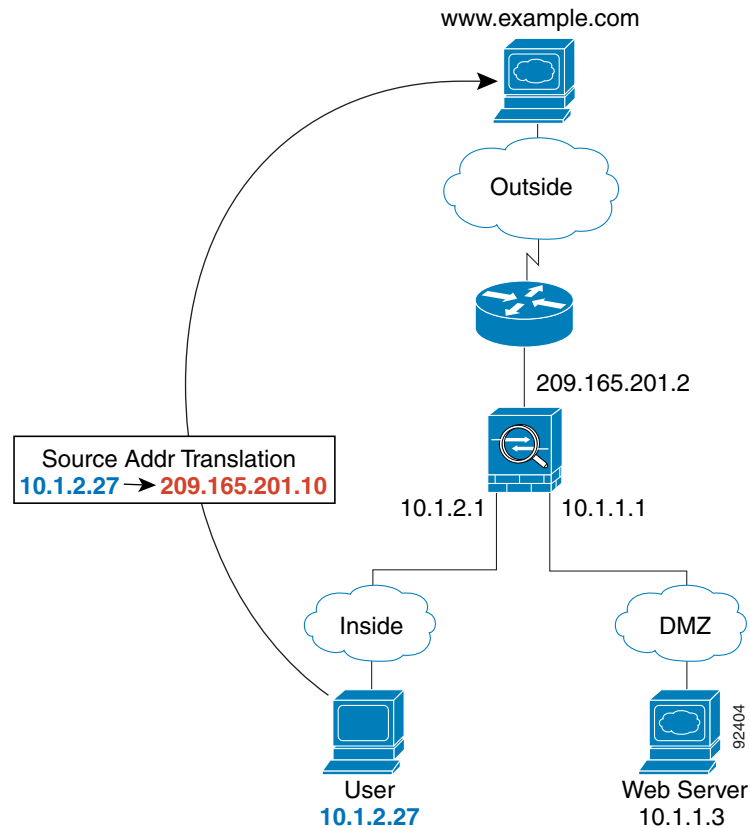 www.example.com
Outside
209.165.201.2
Source Addr Translation
10.1.2.27 → 209.165.201.10
10.1.2.1
10.1.1.1
Inside
DMZ
User
10.1.2.27
Web Server
10.1.1.3
92404